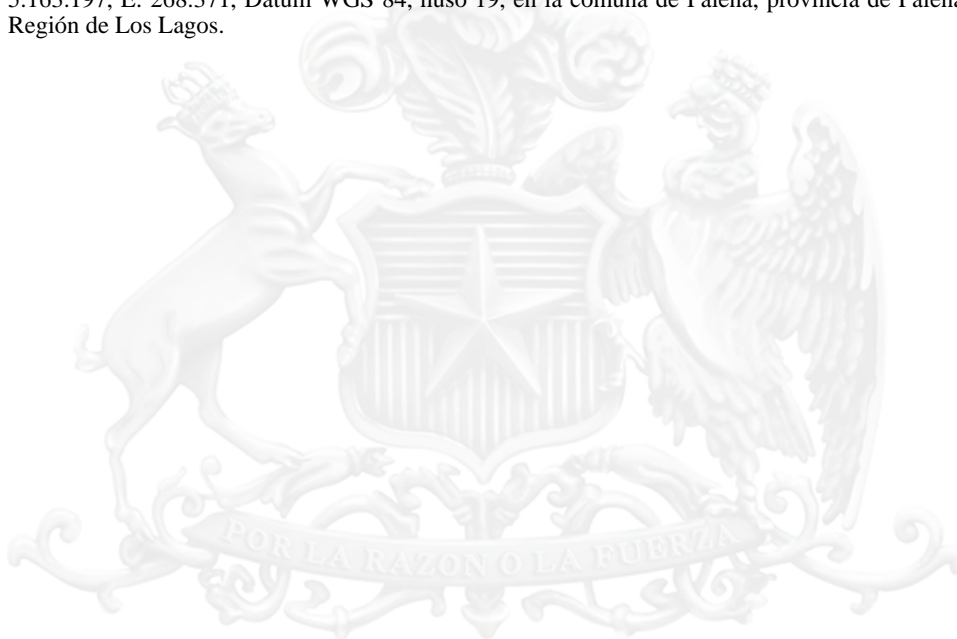 5.163.197, E: 268.571, Datum WGS 84, huso 19, en la comuna de Palena, provincia de Palena
Región de Los Lagos.
POR LA RAZON O LA FUERZA